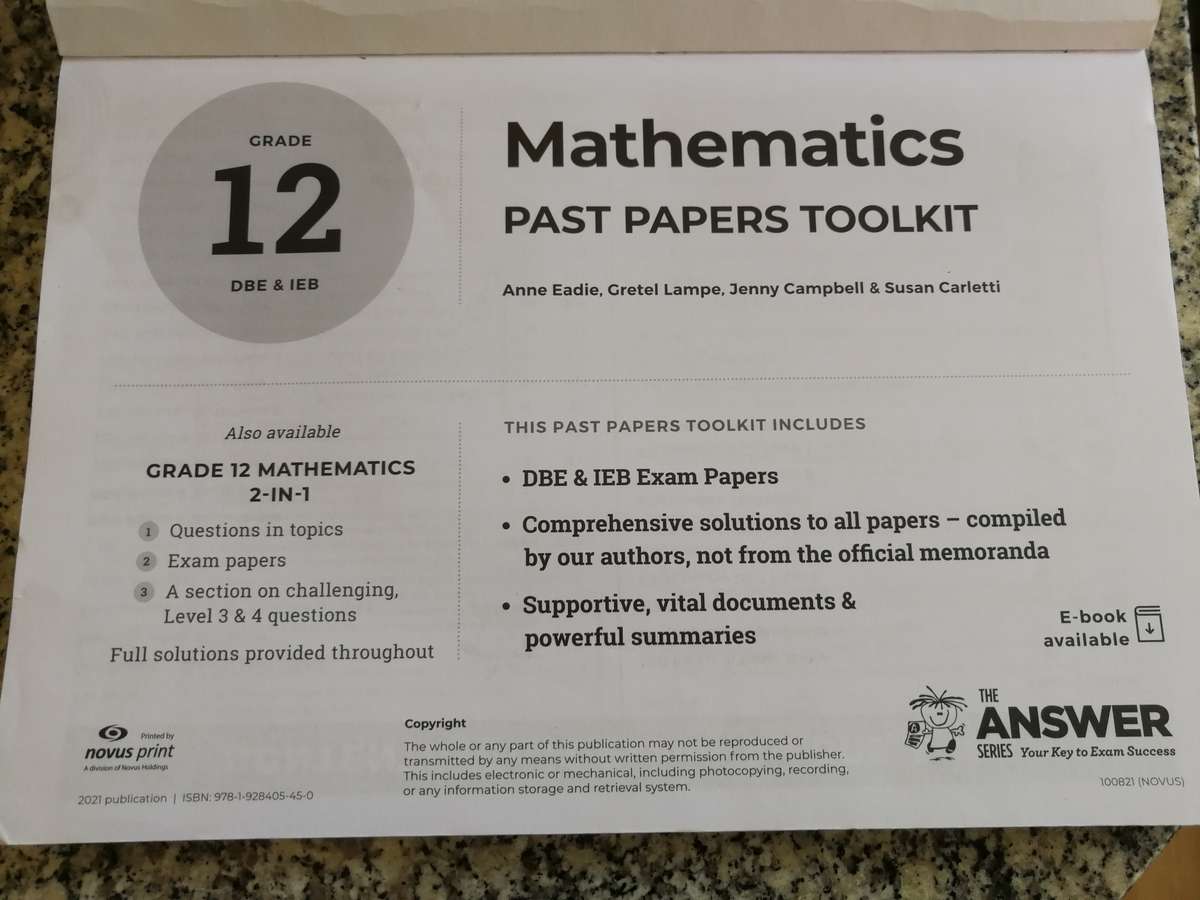 GRADE
12
DBE & IEB
Mathematics
PAST PAPERS TOOLKIT
Anne Eadie, Gretel Lampe, Jenny Campbell & Susan Carletti
Also available
GRADE 12 MATHEMATICS
2-IN-1
1 Questions in topics
2 Exam papers
3 A section on challenging,
Level 3 & 4 questions
Full solutions provided throughout
THIS PAST PAPERS TOOLKIT INCLUDES
• DBE & IEB Exam Papers
• Comprehensive solutions to all papers – compiled
by our authors, not from the official memoranda
• Supportive, vital documents &
powerful summaries
E-book
available
Printed by
novus print
A division of Novus Holdings
2021 publication | ISBN: 978-1-928405-45-0
Copyright
The whole or any part of this publication may not be reproduced or
transmitted by any means without written permission from the publisher.
This includes electronic or mechanical, including photocopying, recording,
or any information storage and retrieval system.
THE
ANSWER
SERIES Your Key to Exam Success
100821 (NOVUS)